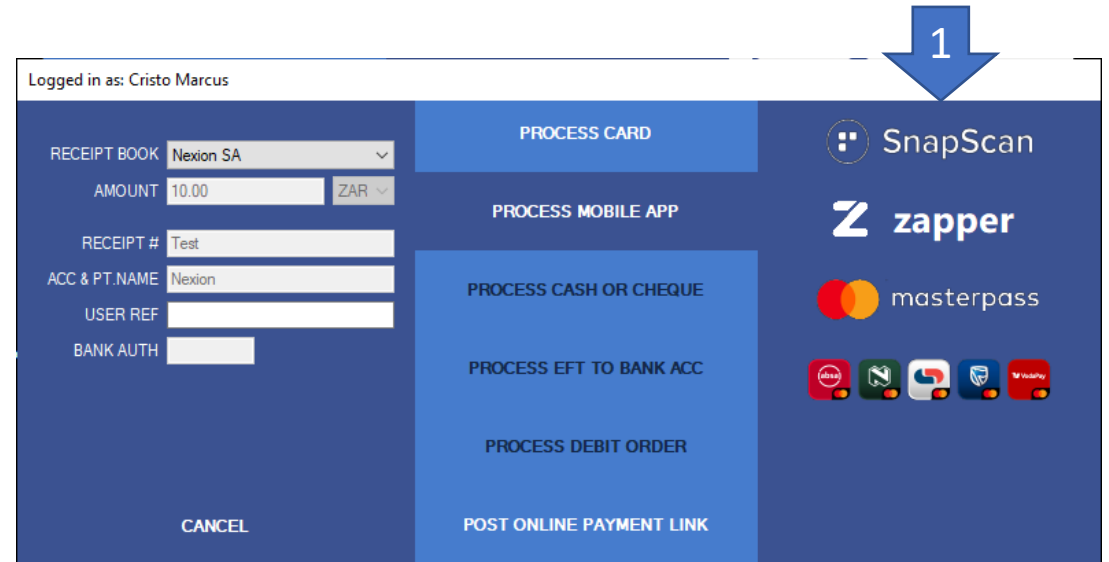 1
Logged in as: Cristo Marcus
RECEIPT BOOK Nexion SA
AMOUNT 10.00 ZAR
RECEIPT # Test
ACC & PT.NAME Nexion
USER REF
BANK AUTH
CANCEL
PROCESS CARD
PROCESS MOBILE APP
PROCESS CASH OR CHEQUE
PROCESS EFT TO BANK ACC
PROCESS DEBIT ORDER
POST ONLINE PAYMENT LINK
SnapScan
zapper
masterpass
absa
VodaPay